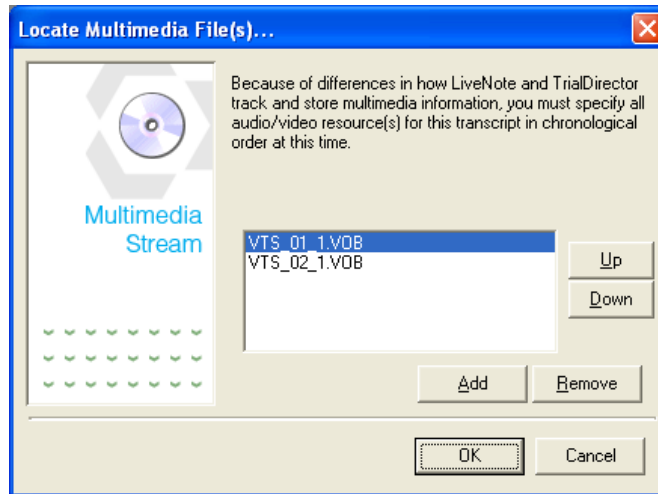 Locate Multimedia File(s)...
Because of differences in how LiveNote and TrialDirector
track and store multimedia information, you must specify all
audio/video resource(s) for this transcript in chronological
order at this time.
Multimedia
Stream
VTS_01_1.VOB
VTS_02_1.VOB
Up
Down
Add
Remove
OK
Cancel